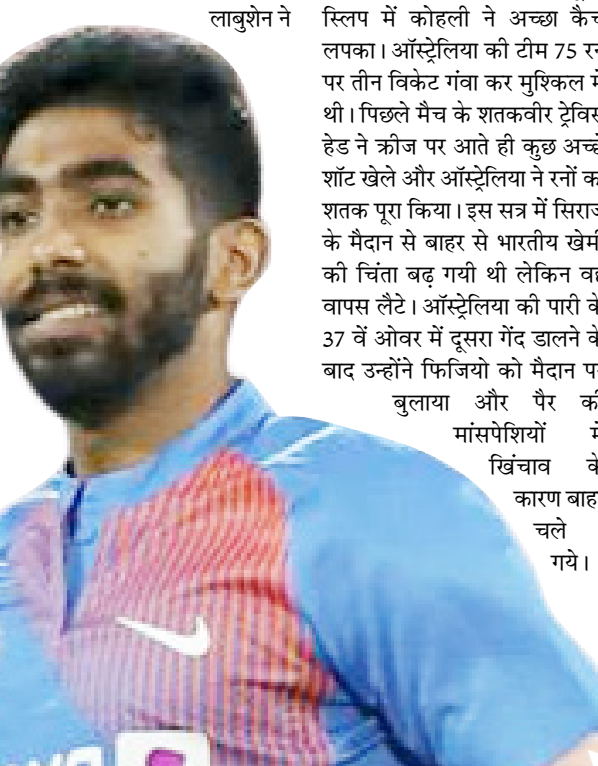 लाबुशेन ने
स्लिप में कोहली ने अच्छा
लपका। ऑस्ट्रेलिया की टीम 75
पर तीन विकेट गंवा कर मुश्किल
थी। पिछले मैच के शतकवीर
हेड ने क्रीज पर आते ही कुछ
शॉट खेले और ऑस्ट्रेलिया ने रनों
शतक पूरा किया। इस सत्र में
के मैदान से बाहर से भारतीय
की चिंता बढ़ गयी थी लेकिन
वापस लैटे। ऑस्ट्रेलिया की पारी
37 वें ओवर में दूसरा गेंद डालने
बाद उन्होंने फिजियो को मैदान
बुलाया और पैर
मांसपेशियों
खिंचाव
कारण
चले
गये।